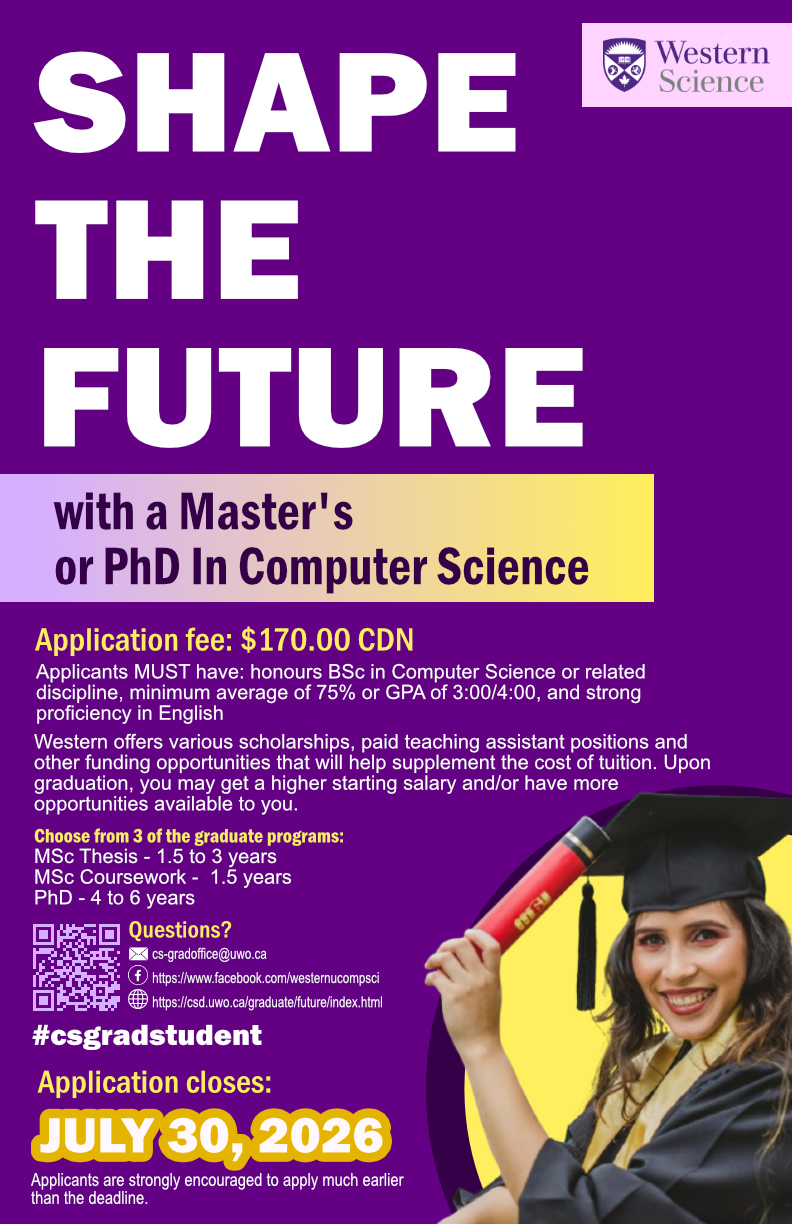 SHAPE
Western
Science
THE
FUTURE
with a Master's
or PhD In Computer Science
Application fee: $170.00 CDN
Applicants MUST have: honours BSc in Computer Science or related
discipline, minimum average of 75% or GPA of 3:00/4:00, and strong
proficiency in English
Western offers various scholarships, paid teaching assistant positions and
other funding opportunities that will help supplement the cost of tuition. Upon
graduation, you may get a higher starting salary and/or have more
opportunities available to you.
Choose from 3 of the graduate programs:
MSc Thesis - 1.5 to 3 years
MSc Coursework -  1.5 years
PhD - 4 to 6 years
Questions?
cs-gradoffice@uwo.ca
https://www.facebook.com/westernucompsci
https://csd.uwo.ca/graduate/future/index.html
#csgradstudent
Application closes:
JULY 30, 2026
Applicants are strongly encouraged to apply much earlier
than the deadline.